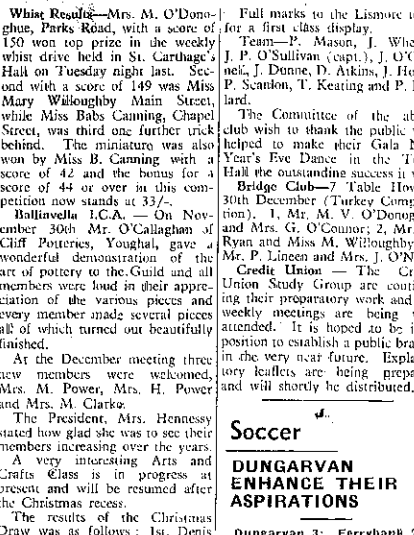 Whist Results—Mrs. M. O'Dono-
ghue, Parks Road, with a score of
150 won top prize in the weekly
whist drive held in St. Carthage's
Hall on Tuesday night last. Sec-
ond with a score of 149 was Miss
Mary Willoughby Main Street,
while Miss Babs Canning, Chapel
Street, was third one further trick
behind. The miniature was also
won by Miss B. Canning with a
score of 42 and the bonus for a
score of 44 or over in this com-
petition now stands at 33/-.
Ballinvella I.C.A. — On Nov-
ember 30th Mr. O'Callaghan of
Cliff Potteries, Youghal, gave a
wonderful demonstration of the
art of pottery to the Guild and all
members were loud in their appre-
ciation of the various pieces and
every member made several pieces
all of which turned out beautifully
finished.
At the December meeting three
new members were welcomed,
Mrs. M. Power, Mrs. H. Power
and Mrs. M. Clarke.
The President, Mrs. Hennessy
stated how glad she was to see their
members increasing over the years.
A very interesting Arts and
Crafts Class is in progress at
present and will be resumed after
the Christmas recess.
The results of the Christmas
Draw was as follows: 1st. Denis
Full marks to the Lismore t
for a first class display.
Team—P. Mason, J. Whe
J. P. O'Sullivan (capt.), J. O'C
nell, J. Dunne, D. Atkins, J. Ho
P. Scanlon, T. Keating and P.
lard.
The Committee of the ab
club wish to thank the public
helped to make their Gala N
Year's Eve Dance in the T
Hall the outstanding success it
Bridge Club—7 Table How
30th December (Turkey Comp
tion). 1, Mr. M. V. O'Donog
and Mrs. G. O'Connor; 2, Mr.
Ryan and Miss M. Willoughby
Mr. P. Lineen and Mrs. J. O'N
Credit Union — The Cr
Union Study Group are conti
ing their preparatory work and
weekly meetings are being
attended. It is hoped to be i
position to establish a public bra
in the very near future. Expla
tory leaflets are being prepa
and will shortly be distributed.
Soccer
DUNGARVAN
ENHANCE THEIR
ASPIRATIONS
Dungarvan 3; Ferrybank